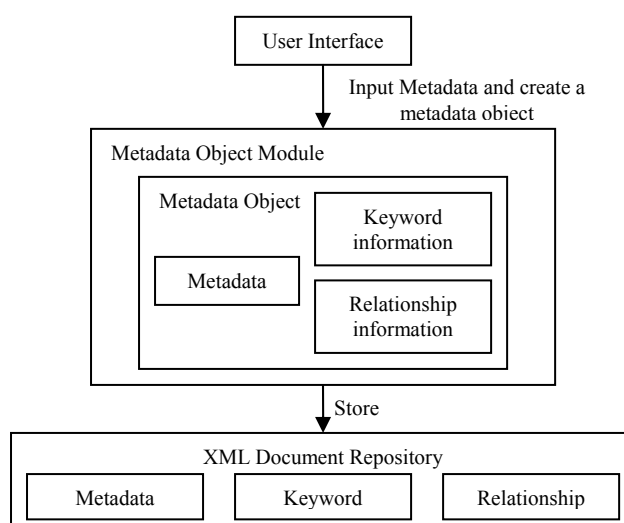 User Interface
Input Metadata and create a
metadata object
Metadata Object Module
Metadata Object
Keyword
information
Metadata
Relationship
information
Store
XML Document Repository
Metadata
Keyword
Relationship